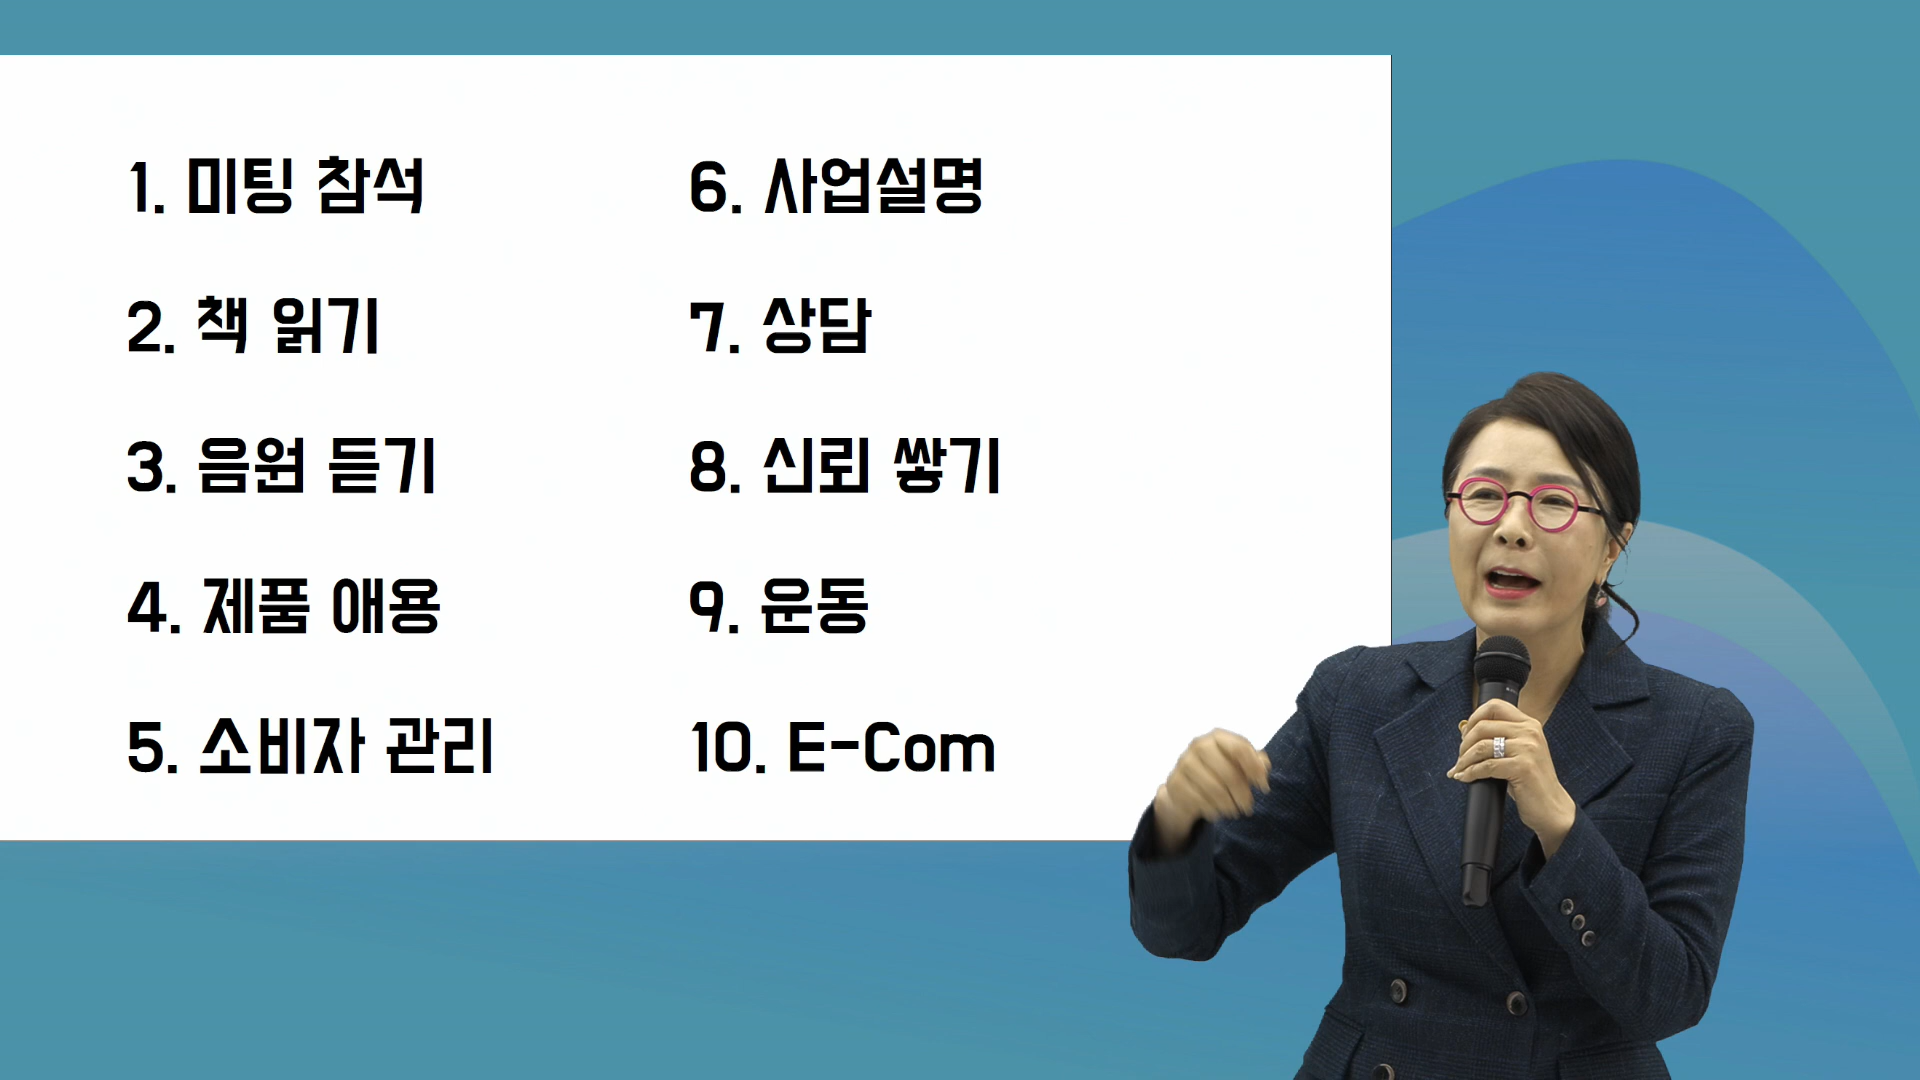 1. 미팅 참석
2. 책 읽기
3. 음원 듣기
4. 제품 애용
5. 소비자 관리
6. 사업설명
7. 상담
8. 신뢰 쌓기
9. 운동
10. E-Com